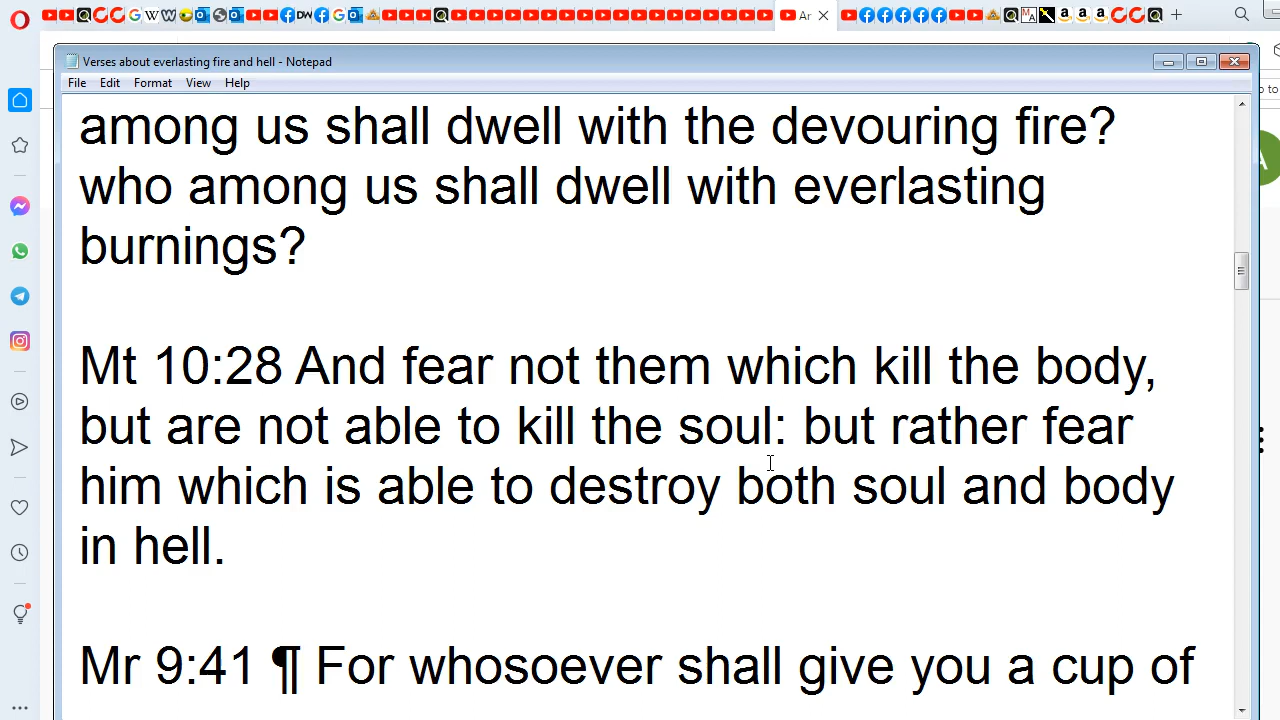 Ar
Verses about everlasting fire and hell - Notepad
File Edit Format View Help
among us shall dwell with the devouring fire?
who among us shall dwell with everlasting
burnings?
Mt 10:28 And fear not them which kill the body,
but are not able to kill the soul: but rather fear
him which is able to destroy both soul and body
in hell.
Mr 9:41 ¶ For whosoever shall give you a cup of